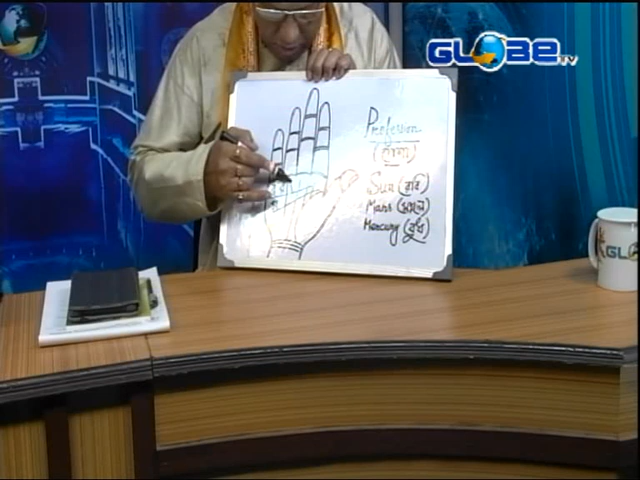 GLOBE TV
Profession
(পেশা)
Sun (রবি)
Mars (মঙ্গল)
Mercury (বুধ)
GLO